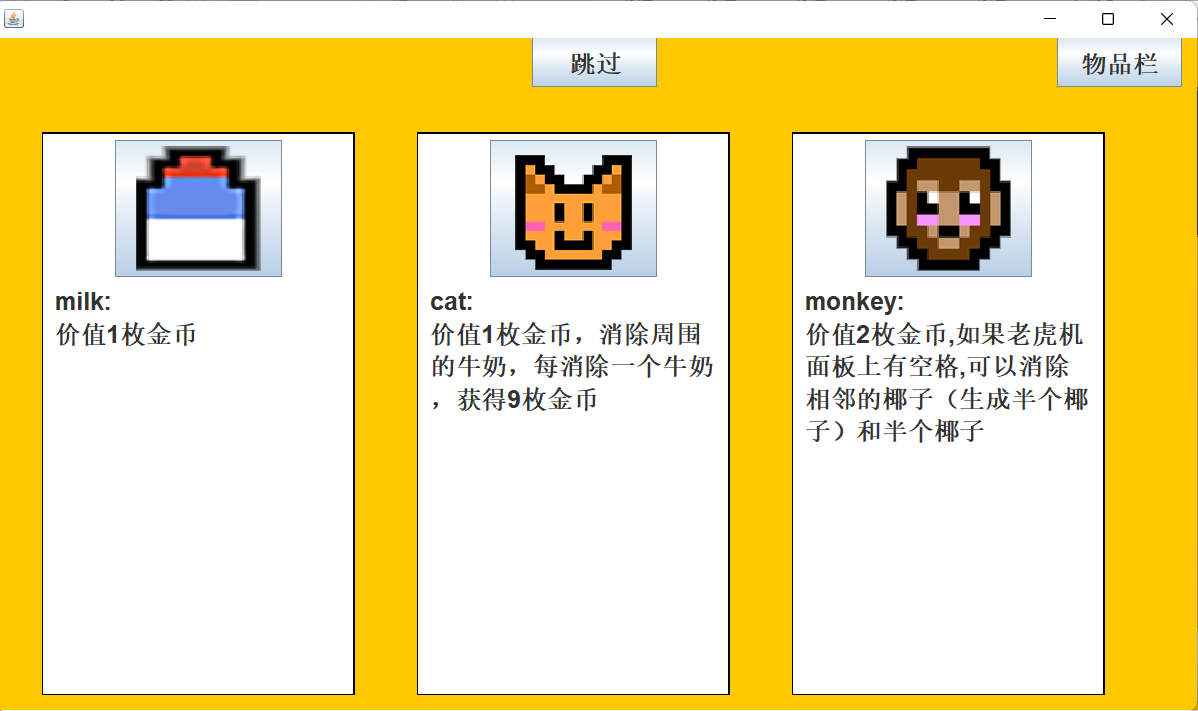 跳过
物品栏
milk:
价值1枚金币
cat:
价值1枚金币，消除周围
的牛奶，每消除一个牛奶
，获得9枚金币
monkey:
价值2枚金币,如果老虎机
面板上有空格,可以消除
相邻的椰子（生成半个椰
子）和半个椰子